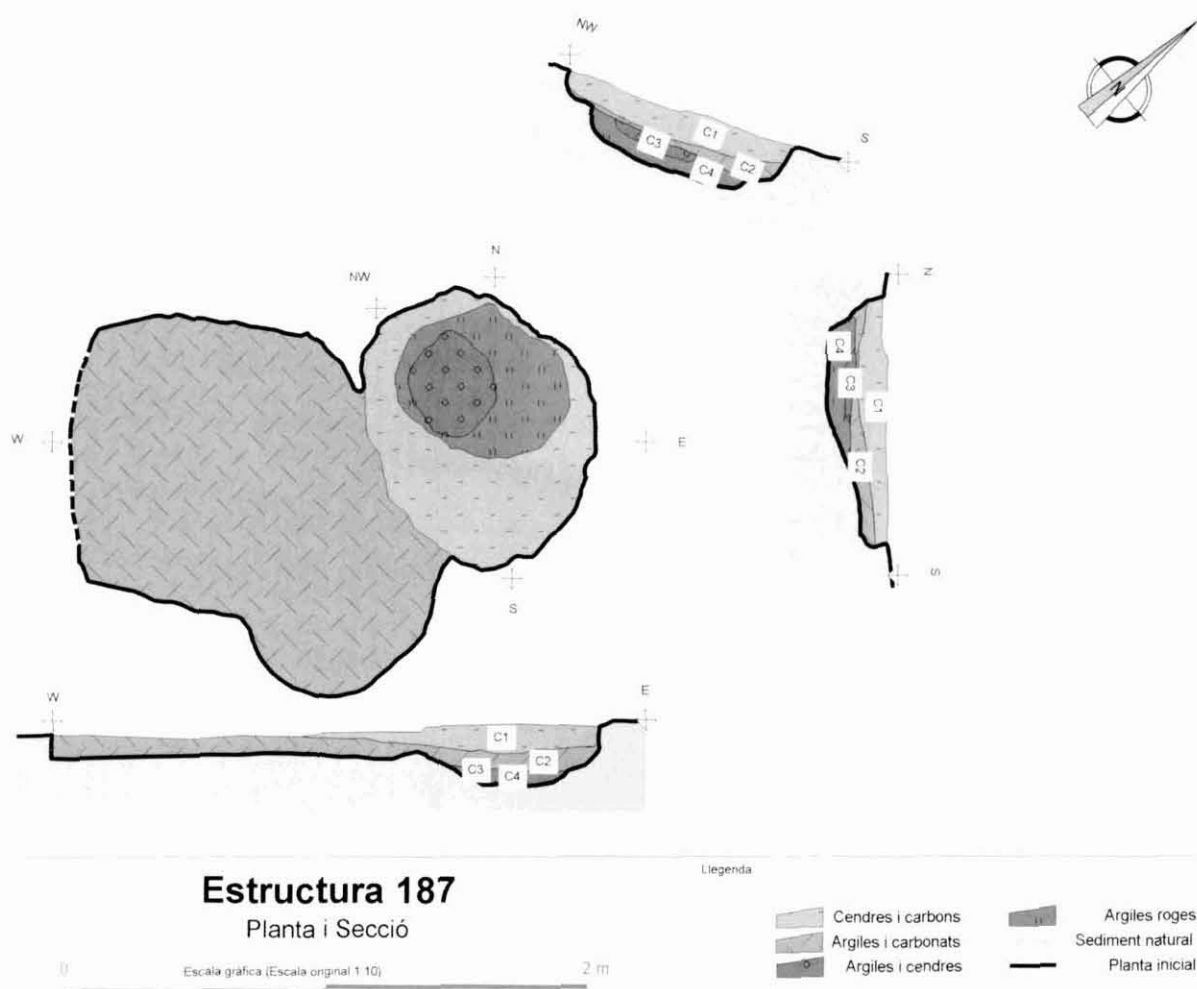 NW
S
C1
C3
C2
C4
N
N
NW
N
W
E
S
C4
C3
C1
C2
S
W
E
C1
C2
C3
C4
Estructura 187
Planta i Secció
0
Escala gràfica (Escala original 1:10)
2 m
Llegenda
Cendres i carbons
Argiles i carbonats
Argiles i cendres
Argiles roges
Sediment natural
Planta inicial